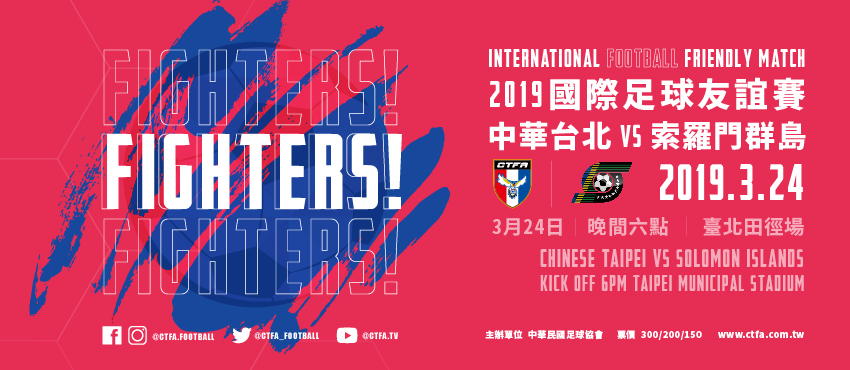 FIGHTERS!
FIGHTERS!
FIGHTERS!
@CTFA.FOOTBALL @CTFA_FOOTBALL @CTFA.TV
INTERNATIONAL FOOTBALL FRIENDLY MATCH
2019 國際足球友誼賽
中華台北 VS 索羅門群島
CTFA
2019.3.24
3月24日 | 晚間六點 | 臺北田徑場
CHINESE TAIPEI VS SOLOMON ISLANDS
KICK OFF 6PM TAIPEI MUNICIPAL STADIUM
主辦單位 中華民國足球協會 票價 300/200/150 www.ctfa.com.tw